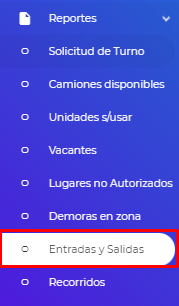 Reportes
Solicitud de Turno
Camiones disponibles
Unidades s/usar
Vacantes
Lugares no Autorizados
Demoras en zona
Entradas y Salidas
Recorridos